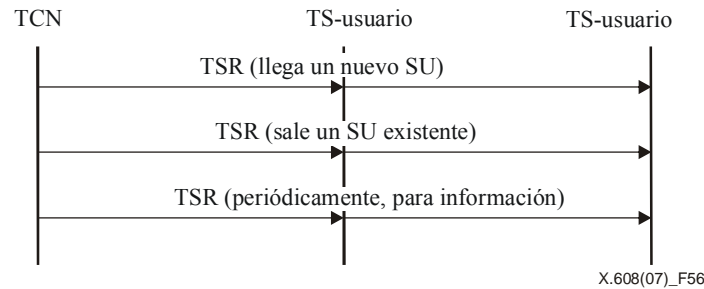 TCN TS-usuario TS-usuario
TSR (llega un nuevo SU)
TSR (sale un SU existente)
TSR (periódicamente, para información)
X.608(07)_F56